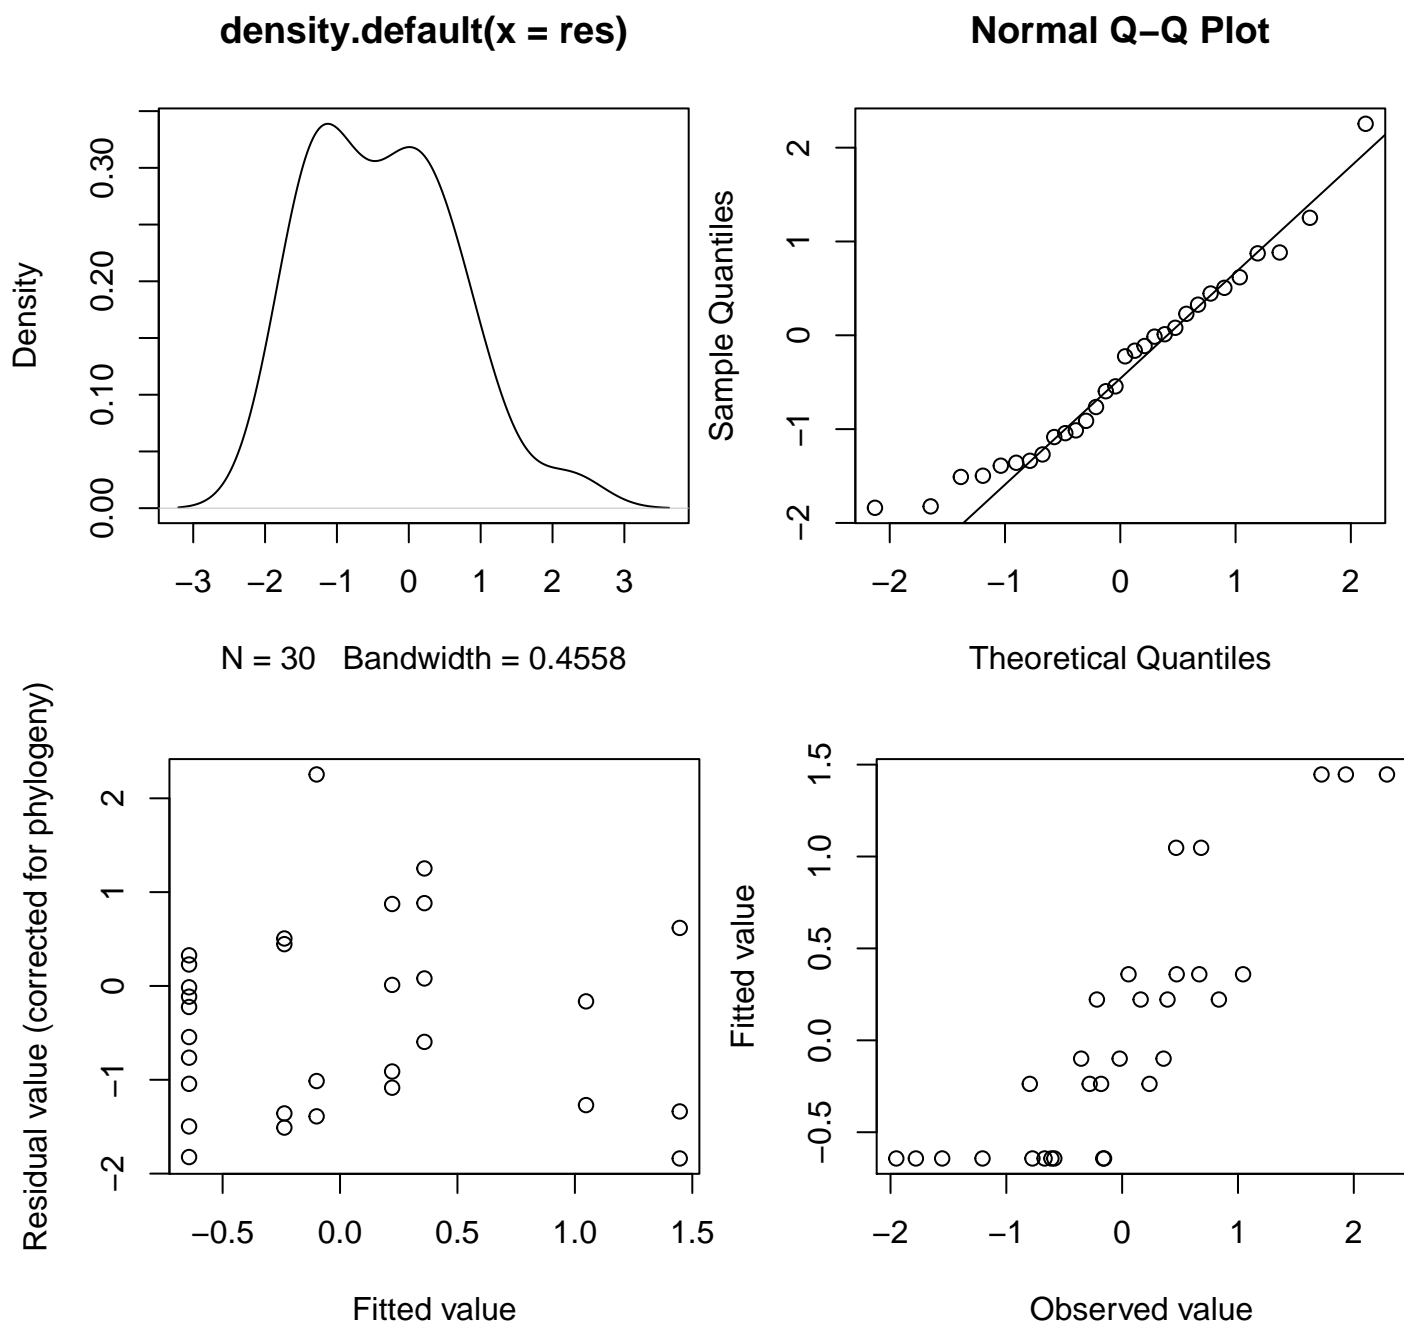 density.default(x = res)
Density
0.00 0.10 0.20 0.30
−3 −2 −1 0 1 2 3
N = 30 Bandwidth = 0.4558
Normal Q−Q Plot
Sample Quantiles
−2 −1 0 1 2
−2 −1 0 1 2
Theoretical Quantiles
Residual value (corrected for phylogeny)
−2 −1 0 1 2
−0.5 0.0 0.5 1.0 1.5
Fitted value
Fitted value
−0.5 0.0 0.5 1.0 1.5
−2 −1 0 1 2
Observed value